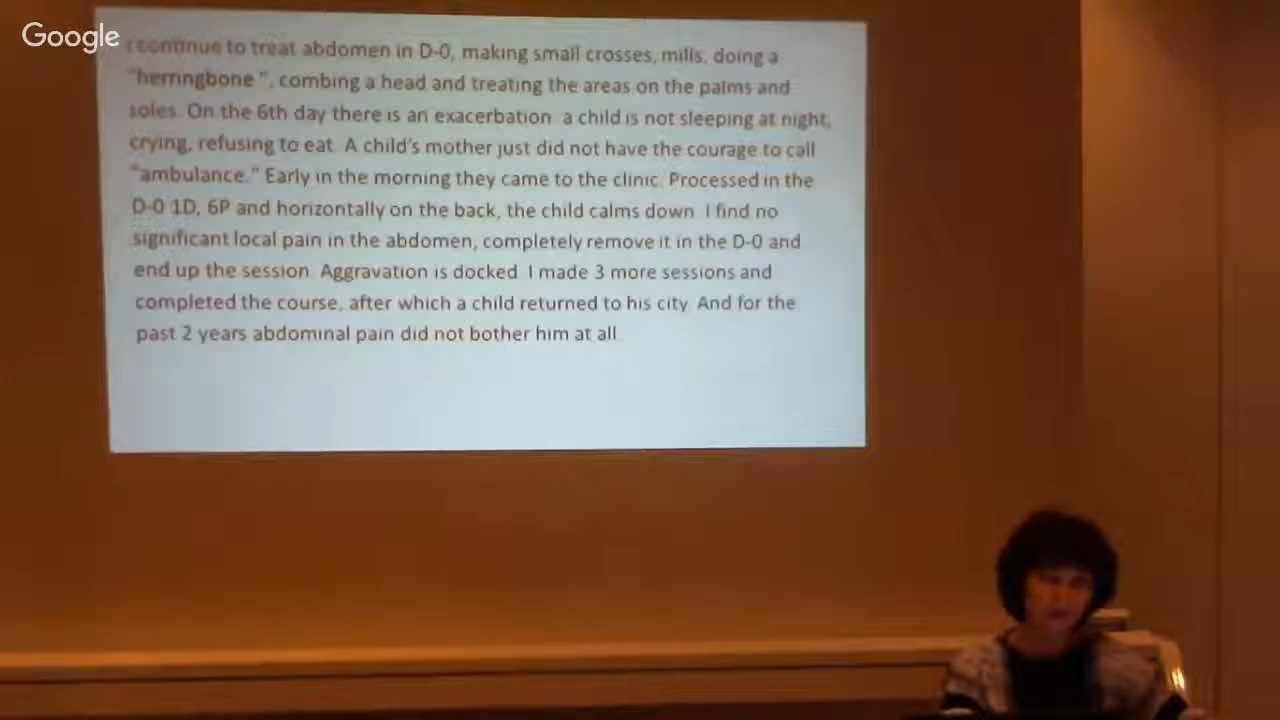 Google
I continue to treat abdomen in D-0, making small crosses, mills, doing a
"herringbone ", combing a head and treating the areas on the palms and
soles. On the 6th day there is an exacerbation a child is not sleeping at night,
crying, refusing to eat. A child's mother just did not have the courage to call
"ambulance." Early in the morning they came to the clinic. Processed in the
D-0 1D, 6P and horizontally on the back, the child calms down. I find no
significant local pain in the abdomen, completely remove it in the D-0 and
end up the session. Aggravation is docked. I made 3 more sessions and
completed the course, after which a child returned to his city. And for the
past 2 years abdominal pain did not bother him at all.